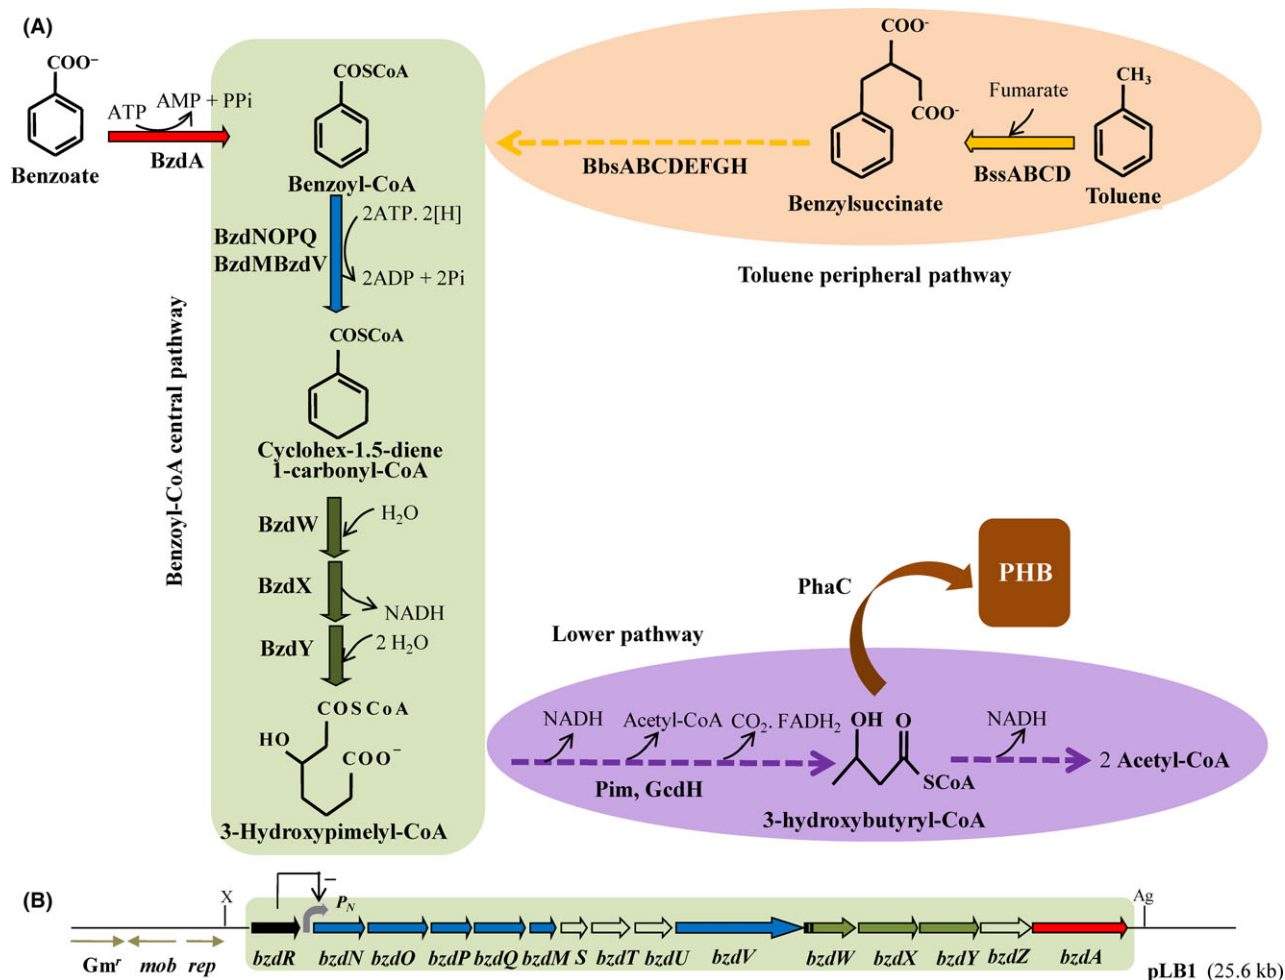 (A)
COO⁻
ATP
AMP + PPi
BzdA
Benzoate
COSCoA
Benzoyl-CoA
BzdNOPQ
BzdMBzdV
2ATP. 2[H]
2ADP + 2Pi
COSCoA
Cyclohex-1.5-diene
1-carbonyl-CoA
BzdW
H₂O
BzdX
NADH
BzdY
2 H₂O
COSCoA
HO
COO⁻
3-Hydroxypimelyl-CoA
Benzoyl-CoA central pathway
COO⁻
COO⁻
Benzylsuccinate
BbsABCDEFGH
Fumarate
BssABCD
CH₃
Toluene
Toluene peripheral pathway
PhaC
PHB
Lower pathway
NADH
Acetyl-CoA
CO₂. FADH₂
Pim, GcdH
OH
O
SCoA
3-hydroxybutyryl-CoA
NADH
2 Acetyl-CoA
(B)
X
−
P_N
Ag
Gmʳ
mob
rep
bzdR
bzdN
bzdO
bzdP
bzdQ
bzdM
S
bzdT
bzdU
bzdV
bzdW
bzdX
bzdY
bzdZ
bzdA
pLB1 (25.6 kb)